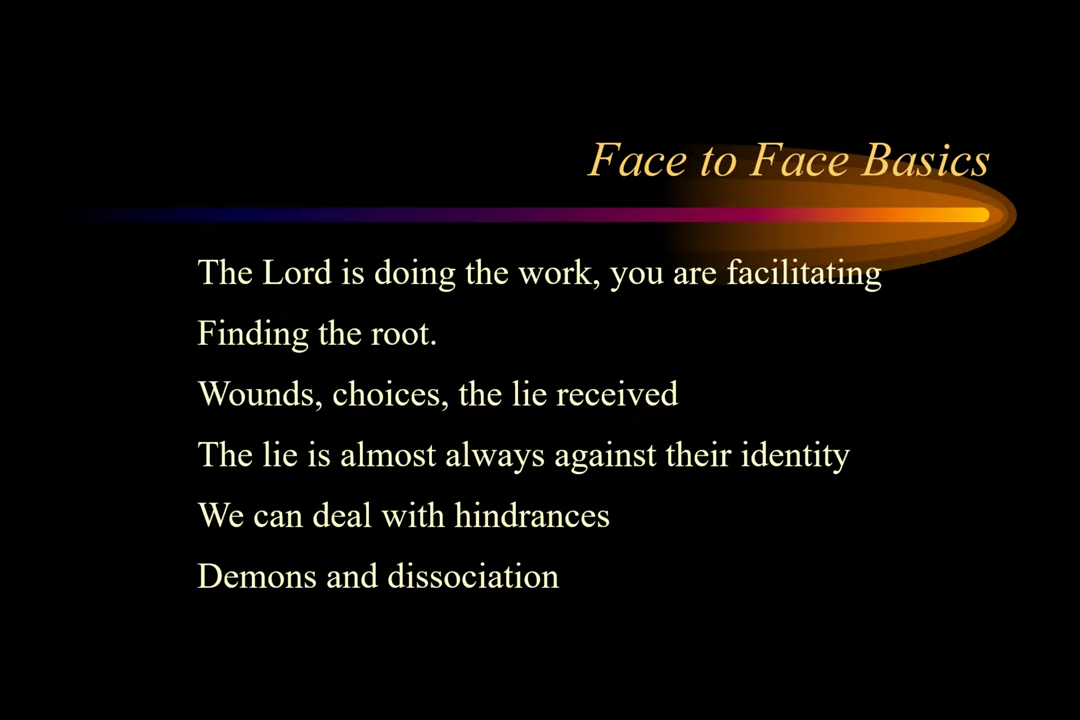 Face to Face Basics
The Lord is doing the work, you are facilitating
Finding the root.
Wounds, choices, the lie received
The lie is almost always against their identity
We can deal with hindrances
Demons and dissociation